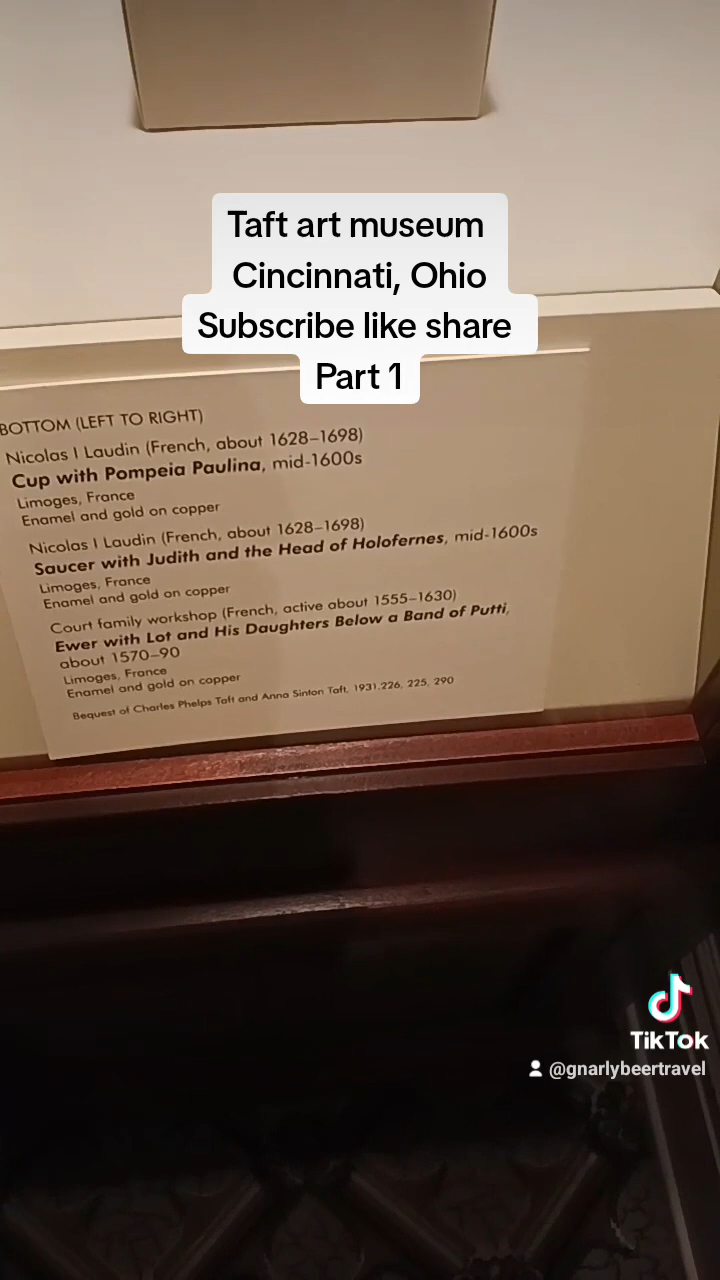 Taft art museum
Cincinnati, Ohio
Subscribe like share
Part 1
BOTTOM (LEFT TO RIGHT)
Nicolas I Laudin (French, about 1628–1698)
Cup with Pompeia Paulina, mid-1600s
Limoges, France
Enamel and gold on copper
Nicolas I Laudin (French, about 1628–1698)
Saucer with Judith and the Head of Holofernes, mid-1600s
Limoges, France
Enamel and gold on copper
Court family workshop (French, active about 1555–1630)
Ewer with Lot and His Daughters Below a Band of Putti,
about 1570–90
Limoges, France
Enamel and gold on copper
Bequest of Charles Phelps Taft and Anna Sinton Taft, 1931.226, 225, 290
TikTok
@gnarlybeertravel